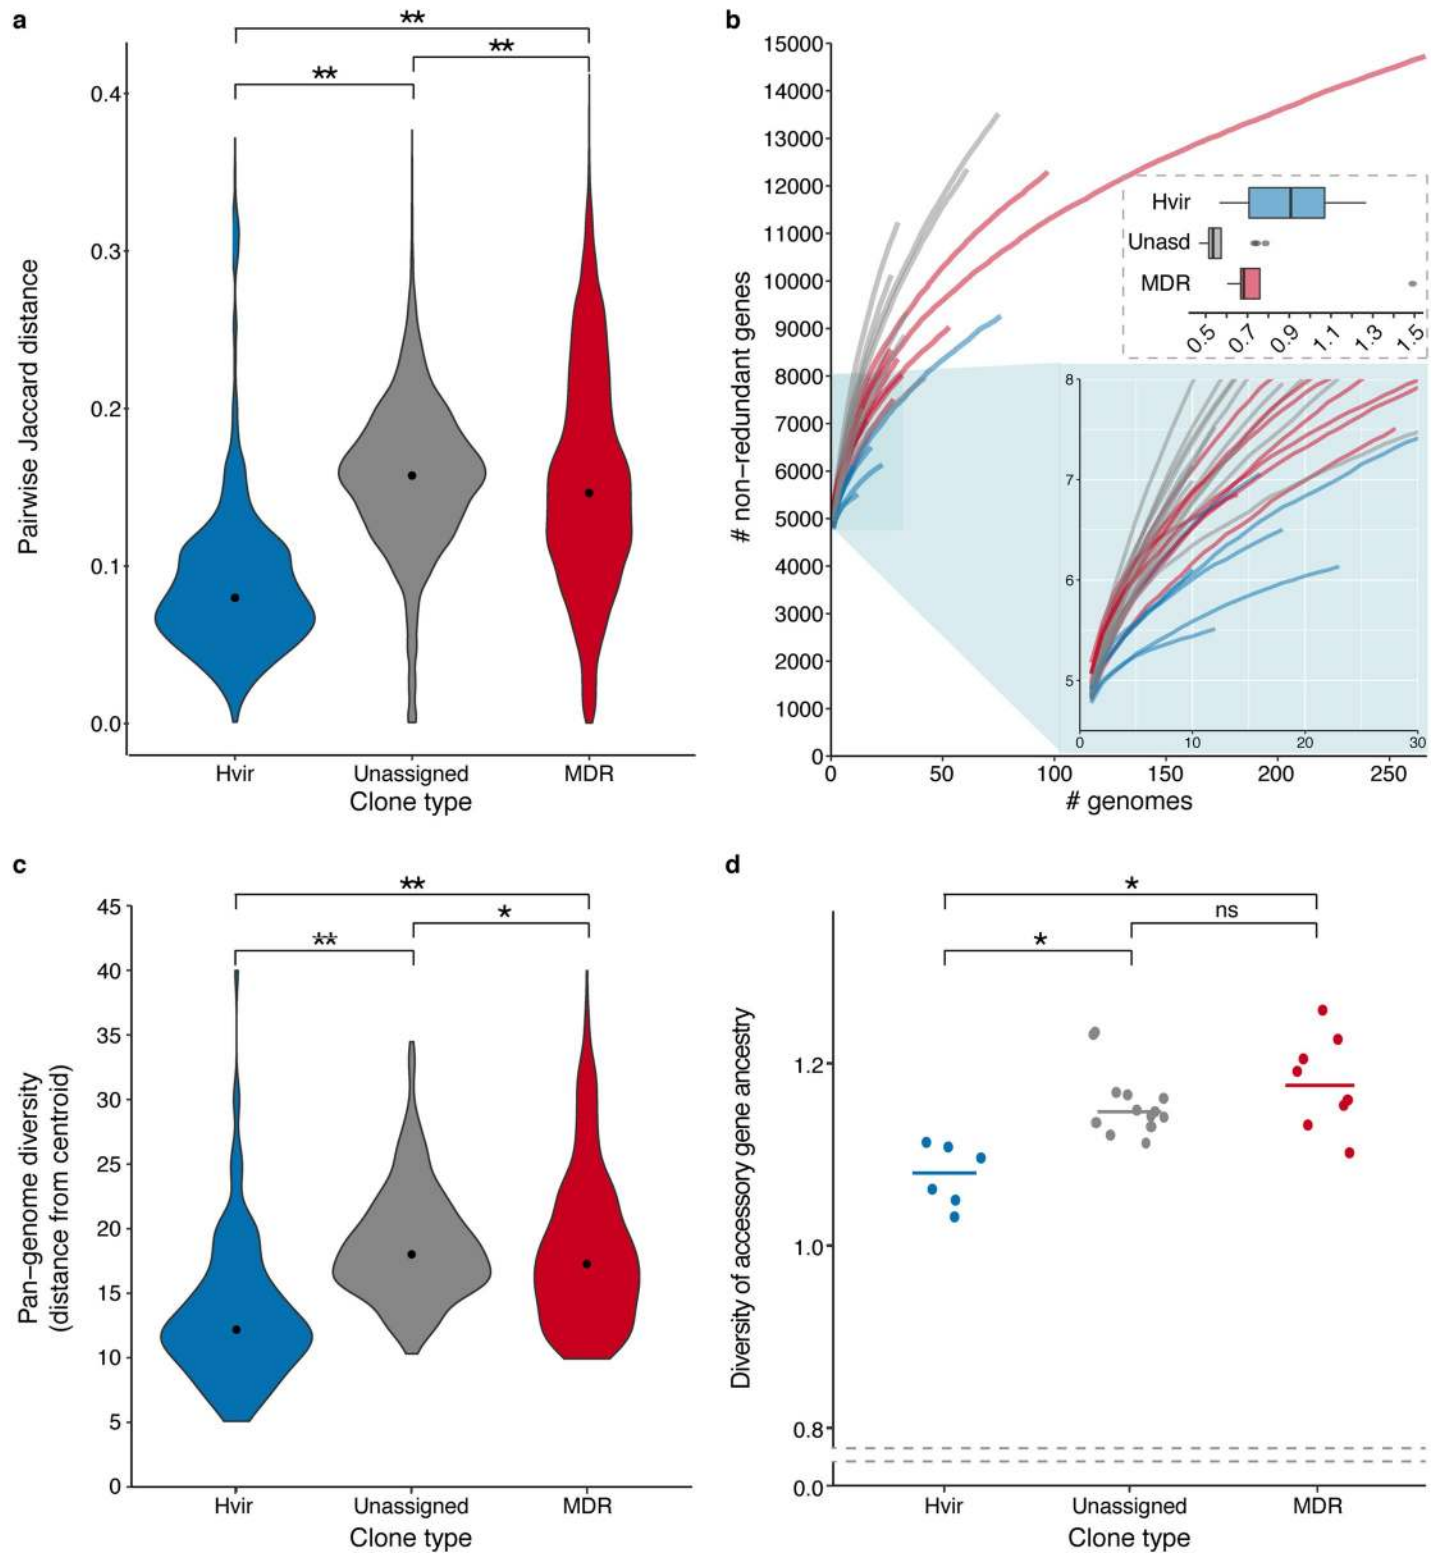 a
**
**
**
0.4
0.3
0.2
0.1
0.0
Pairwise Jaccard distance
Hvir Unassigned MDR
Clone type
b
15000
14000
13000
12000
11000
10000
9000
8000
7000
6000
5000
4000
3000
2000
1000
0
# non−redundant genes
Hvir
Unasd
MDR
0.5 0.7 0.9 1.1 1.3 1.5
8
7
6
5
0 10 20 30
0 50 100 150 200 250
# genomes
c
**
*
**
45
40
35
30
25
20
15
10
5
0
Pan−genome diversity
(distance from centroid)
Hvir Unassigned MDR
Clone type
d
*
ns
*
1.2
1.0
0.8
0.0
Diversity of accessory gene ancestry
Hvir Unassigned MDR
Clone type